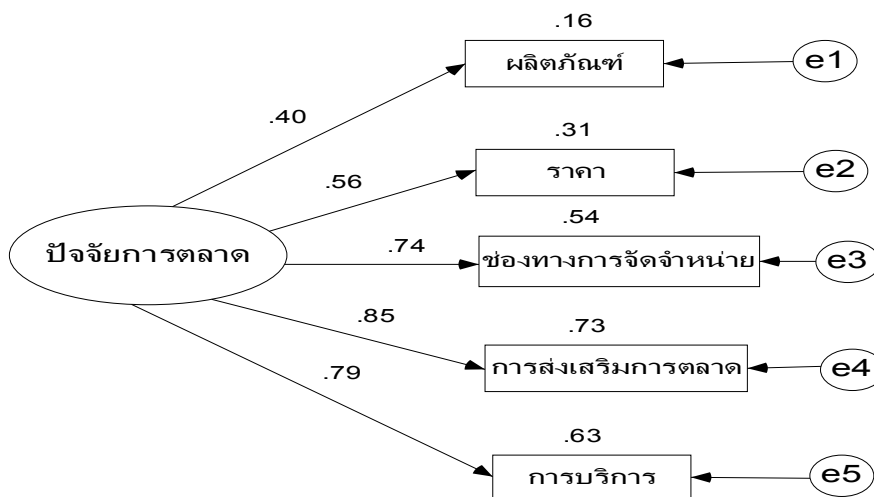 .16
ผลิตภัณฑ์
e1
.40
.31
ราคา
e2
.56
.54
ปัจจัยการตลาด
.74
ช่องทางการจัดจำหน่าย
e3
.85
.73
การส่งเสริมการตลาด
e4
.79
.63
การบริการ
e5